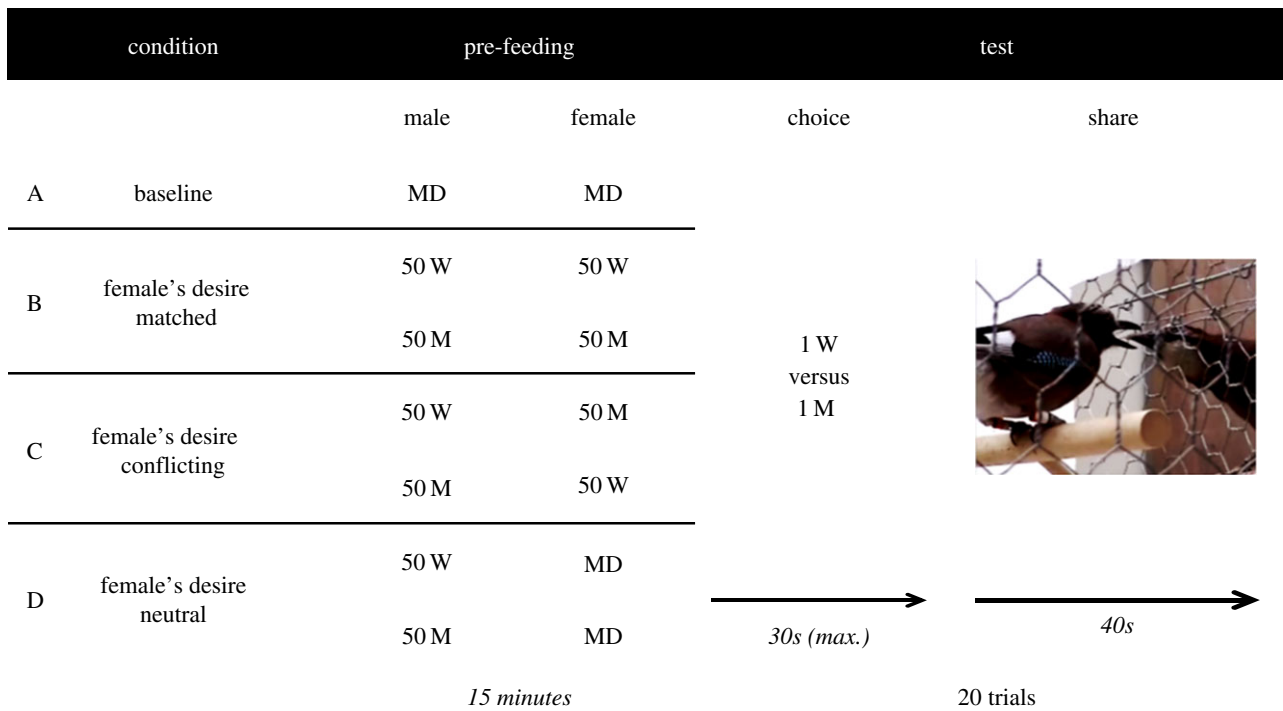 condition pre-feeding test
male female choice share
A baseline MD MD
50 W 50 W
B female's desire
matched
50 M 50 M
1 W
versus
1 M
50 W 50 M
C female's desire
conflicting
50 M 50 W
50 W MD
D female's desire
neutral
50 M MD
30s (max.) 40s
15 minutes 20 trials